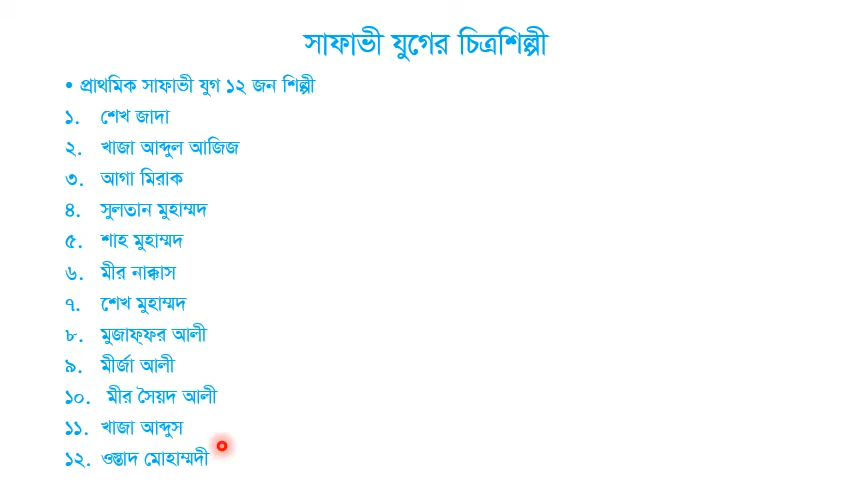 সাফাভী যুগের চিত্রশিল্পী
• প্রাথমিক সাফাভী যুগ ১২ জন শিল্পী
১. শেখ জাদা
২. খাজা আব্দুল আজিজ
৩. আগা মিরাক
৪. সুলতান মুহাম্মদ
৫. শাহ মুহাম্মদ
৬. মীর নাক্কাস
৭. শেখ মুহাম্মদ
৮. মুজাফ্ফর আলী
৯. মীর্জা আলী
১০. মীর সৈয়দ আলী
১১. খাজা আব্দুস
১২. ওস্তাদ মোহাম্মদী